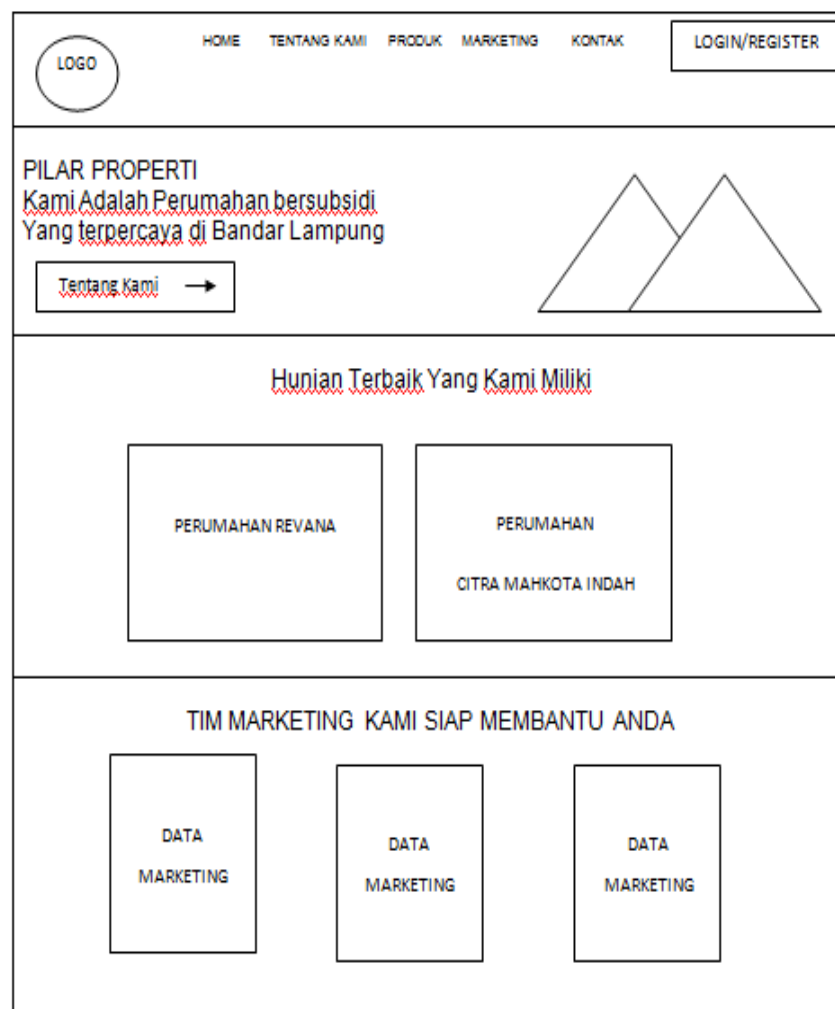 LOGO
HOME TENTANG KAMI PRODUK MARKETING KONTAK
LOGIN/REGISTER
PILAR PROPERTI
Kami Adalah Perumahan bersubsidi
Yang terpercaya di Bandar Lampung
Tentang Kami
Hunian Terbaik Yang Kami Miliki
PERUMAHAN REVANA
PERUMAHAN
CITRA MAHKOTA INDAH
TIM MARKETING KAMI SIAP MEMBANTU ANDA
DATA
MARKETING
DATA
MARKETING
DATA
MARKETING